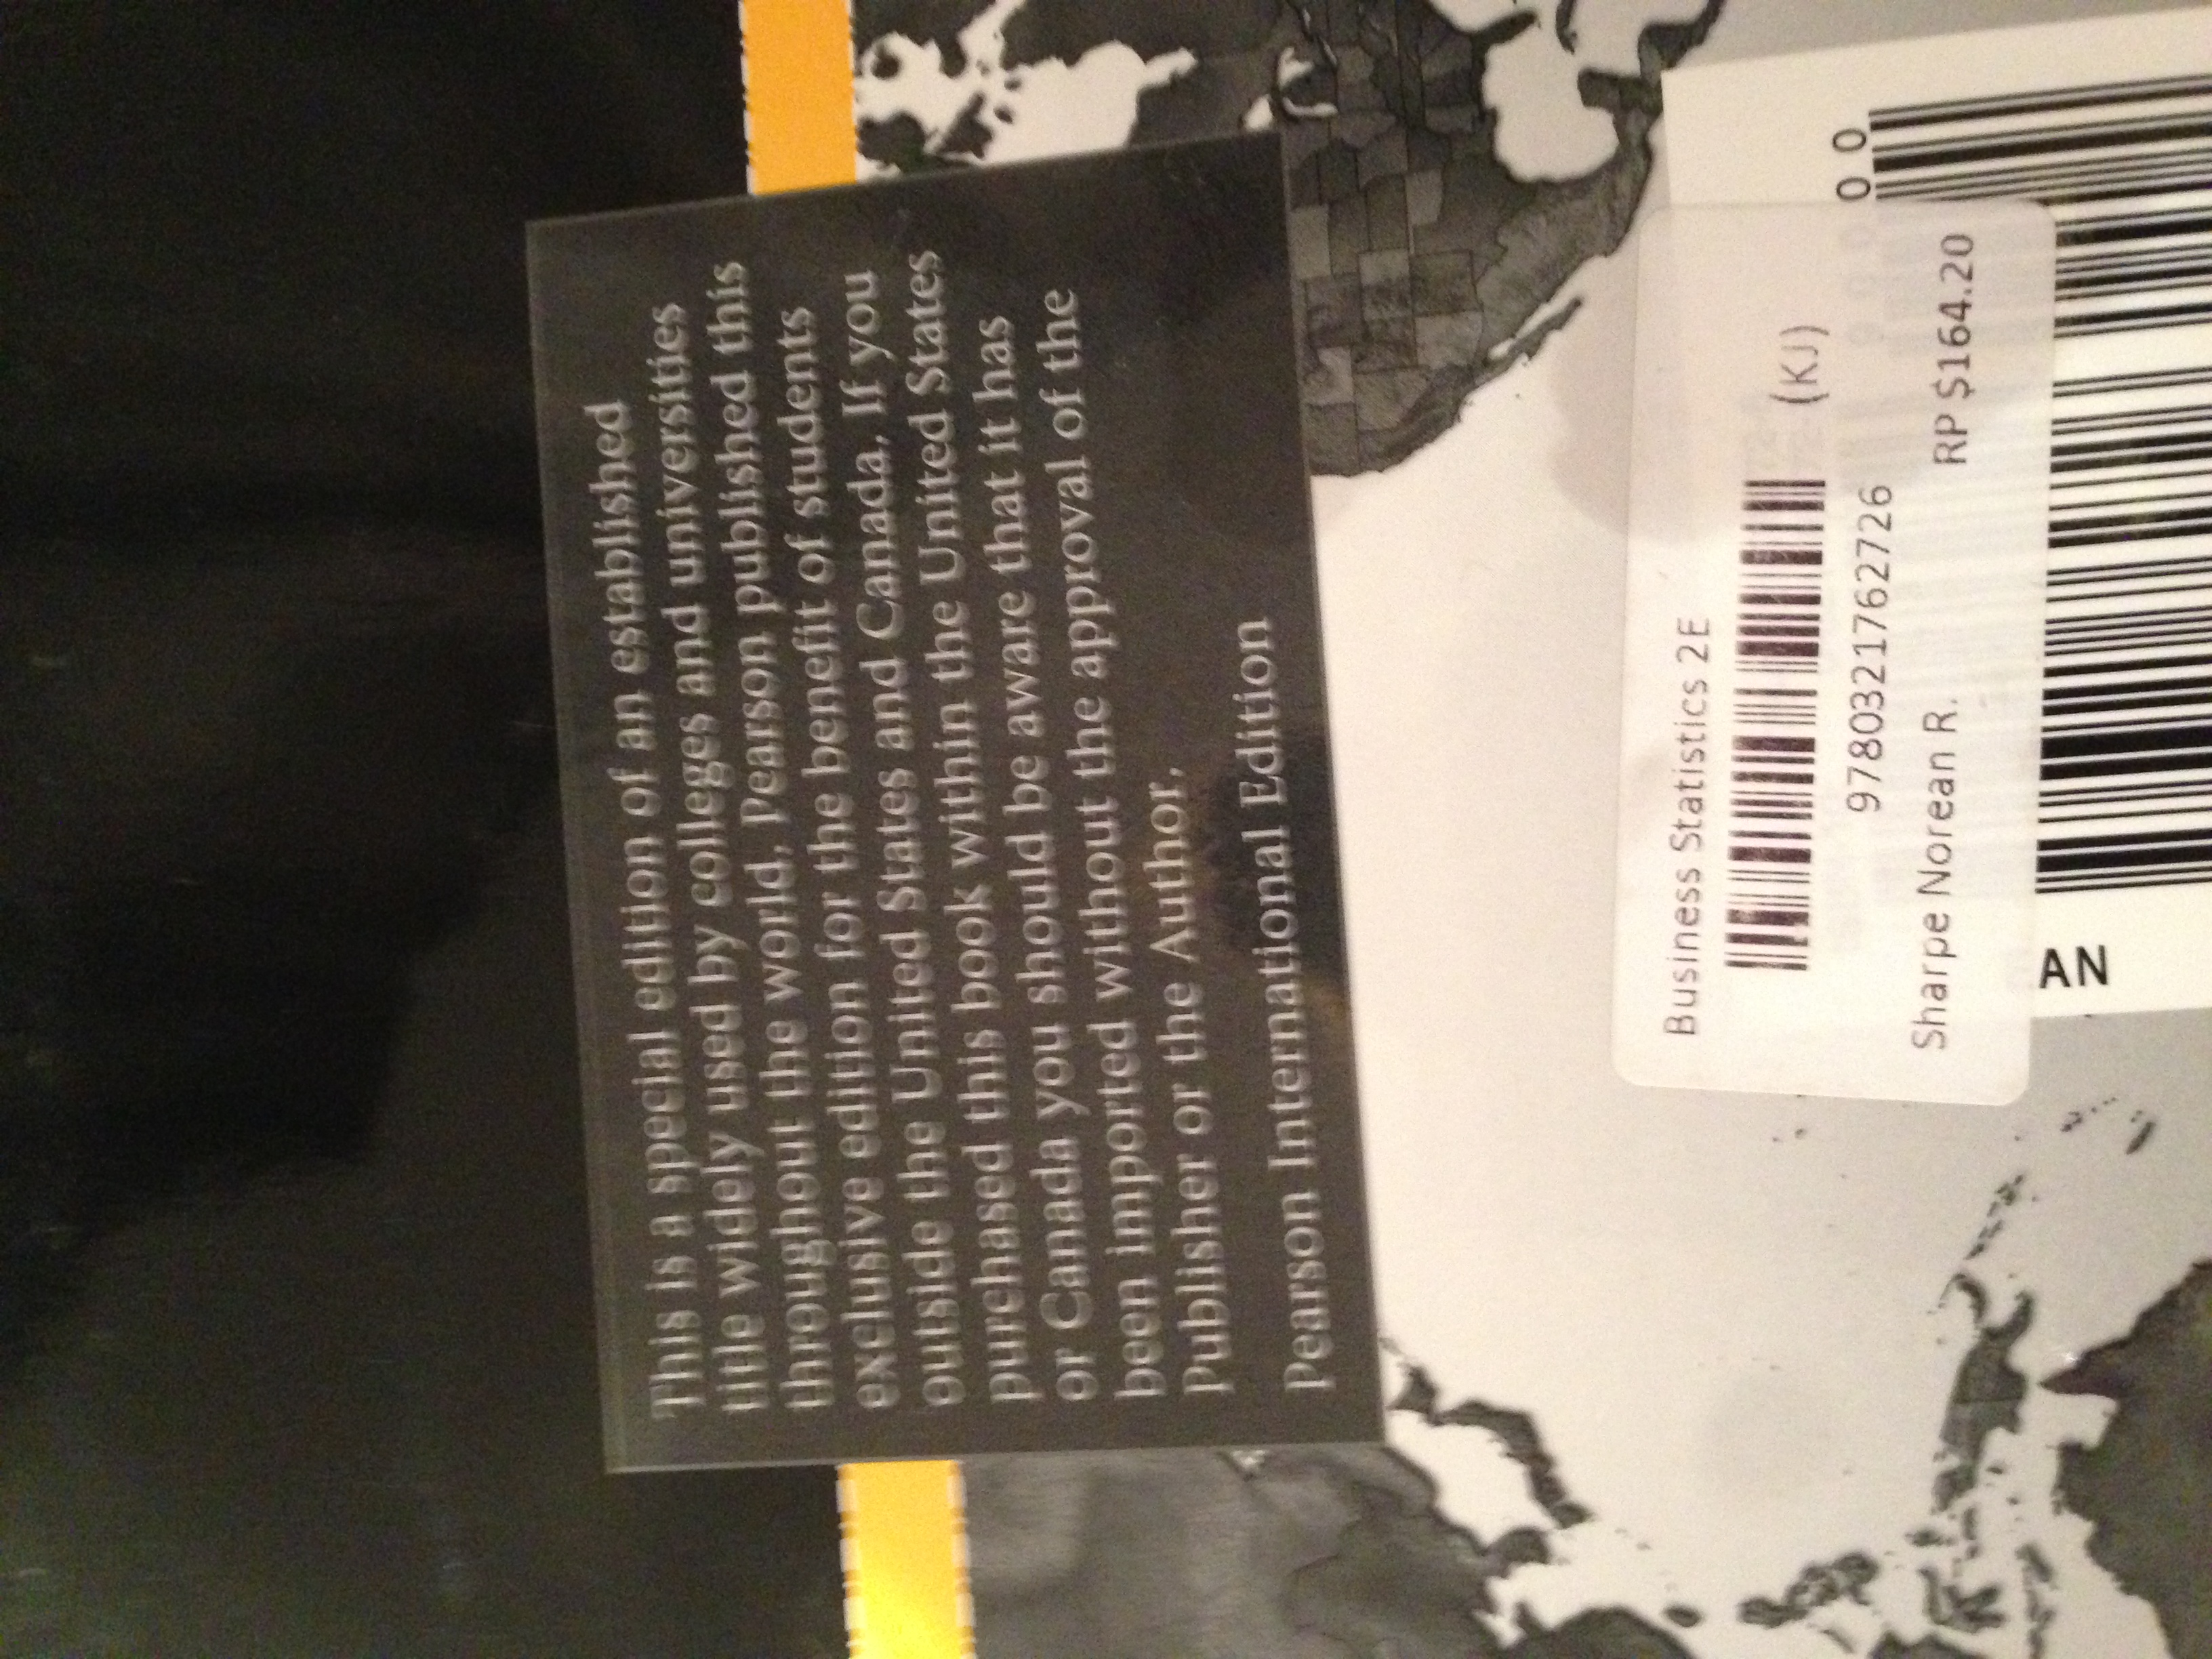 This is a special edition of an established
title widely used by colleges and universities
throughout the world. Pearson published this
exclusive edition for the benefit of students
outside the United States and Canada. If you
purchased this book within the United States
or Canada you should be aware that it has
been imported without the approval of the
Publisher or the Author.
Pearson International Edition
Business Statistics 2E
(KJ)
9780321762726
Sharpe Norean R.
RP $164.20
0 0
AN